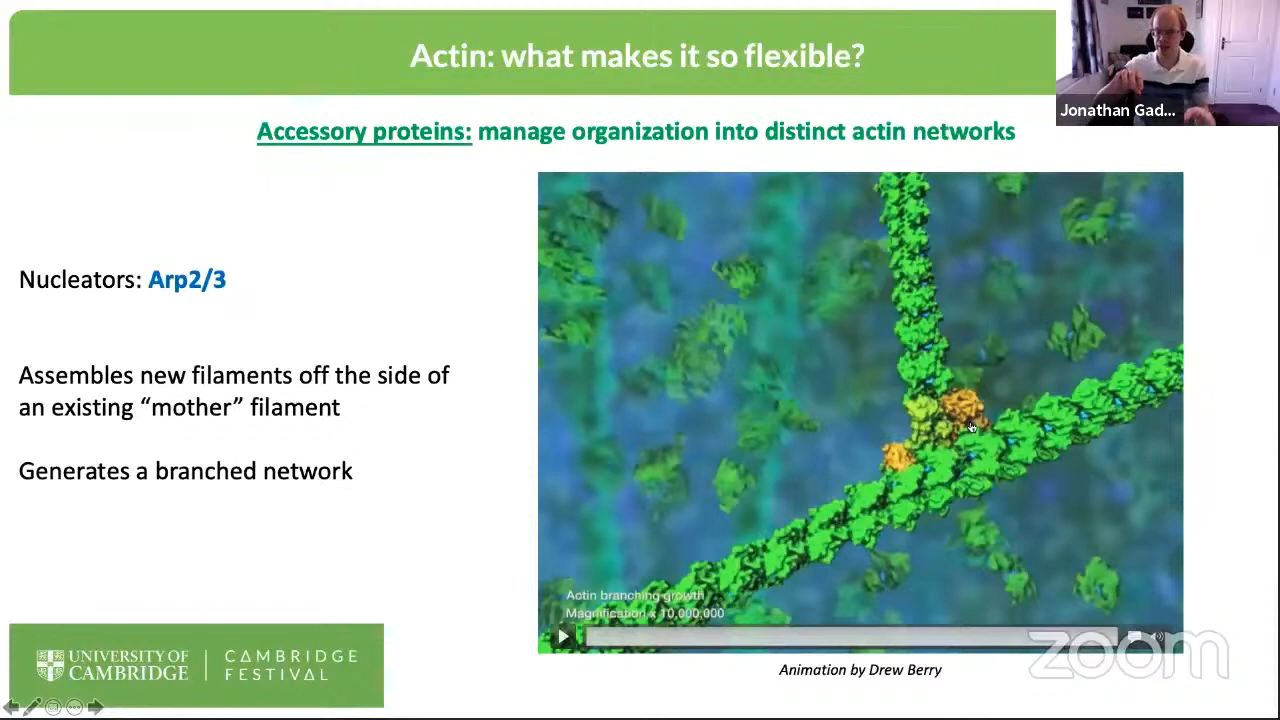 Actin: what makes it so flexible?
Jonathan Gad...
Accessory proteins: manage organization into distinct actin networks
Nucleators: Arp2/3
Assembles new filaments off the side of
an existing “mother” filament
Generates a branched network
Actin branching growth
Magnification x 10,000,000
UNIVERSITY OF
CAMBRIDGE
CAMBRIDGE
FESTIVAL
Animation by Drew Berry
zoom